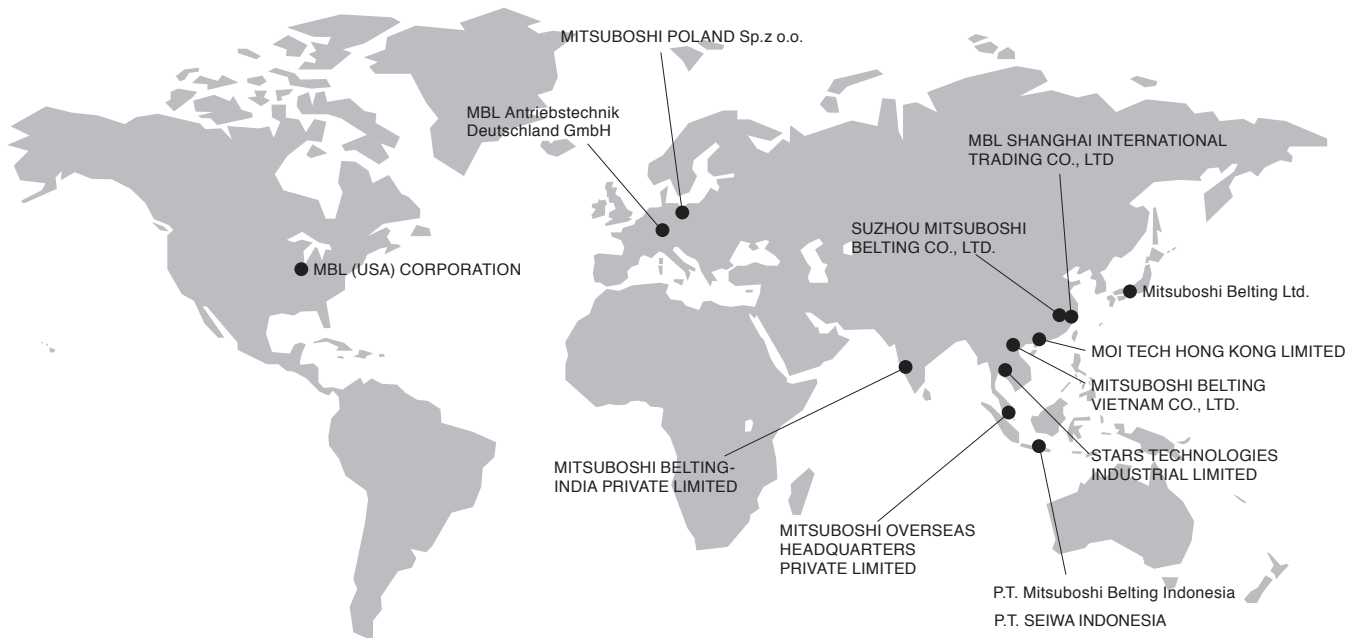 MITSUBOSHI POLAND Sp.z o.o.
MBL Antriebstechnik
Deutschland GmbH
MBL SHANGHAI INTERNATIONAL
TRADING CO., LTD
SUZHOU MITSUBOSHI
BELTING CO., LTD.
MBL (USA) CORPORATION
Mitsuboshi Belting Ltd.
MOI TECH HONG KONG LIMITED
MITSUBOSHI BELTING
VIETNAM CO., LTD.
STARS TECHNOLOGIES
INDUSTRIAL LIMITED
MITSUBOSHI BELTING-
INDIA PRIVATE LIMITED
MITSUBOSHI OVERSEAS
HEADQUARTERS
PRIVATE LIMITED
P.T. Mitsuboshi Belting Indonesia
P.T. SEIWA INDONESIA